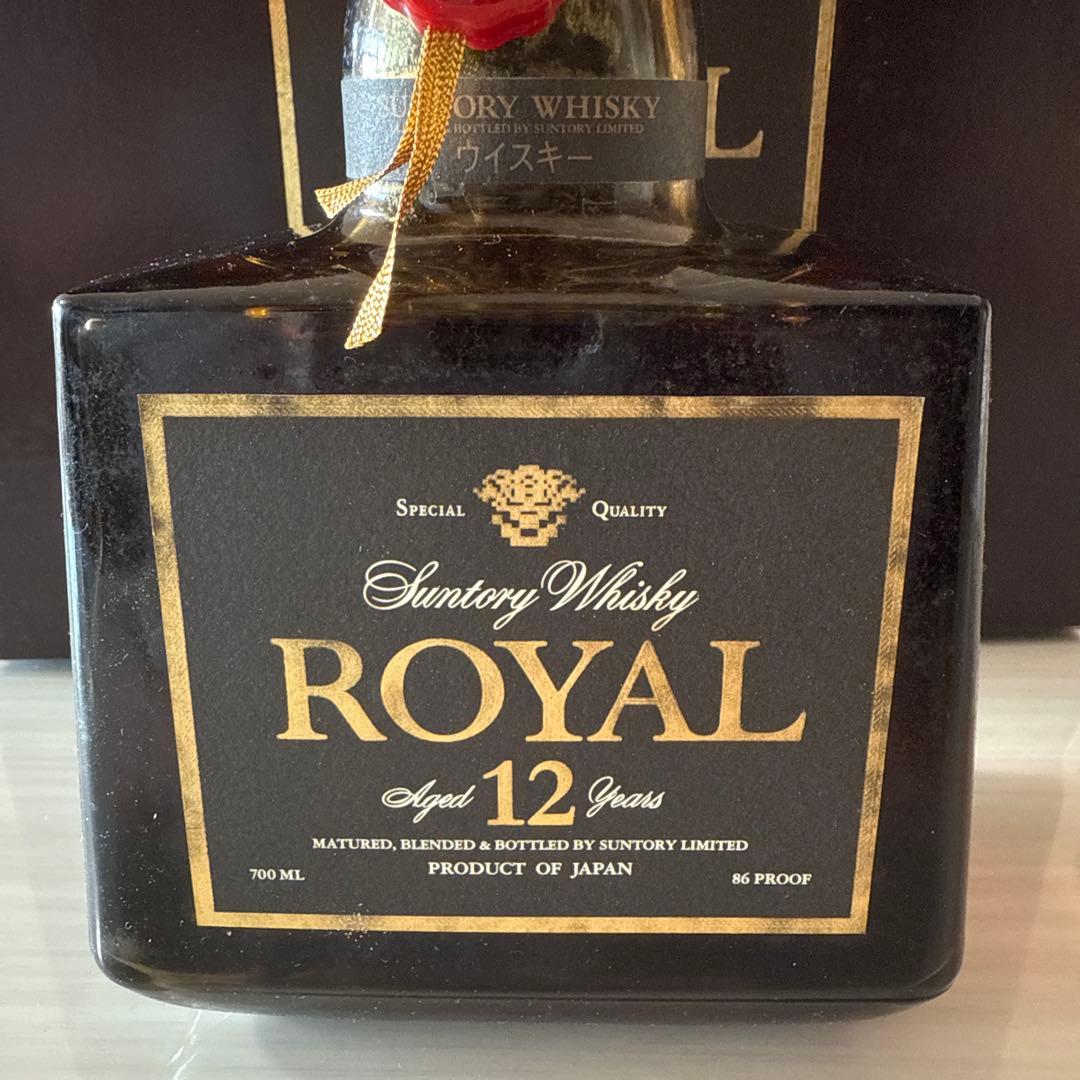 SUNTORY WHISKY
BOTTLED BY SUNTORY LIMITED
ウイスキー
L
SPECIAL QUALITY
Suntory Whisky
ROYAL
Aged 12 Years
MATURED, BLENDED & BOTTLED BY SUNTORY LIMITED
PRODUCT OF JAPAN
700 ML
86 PROOF